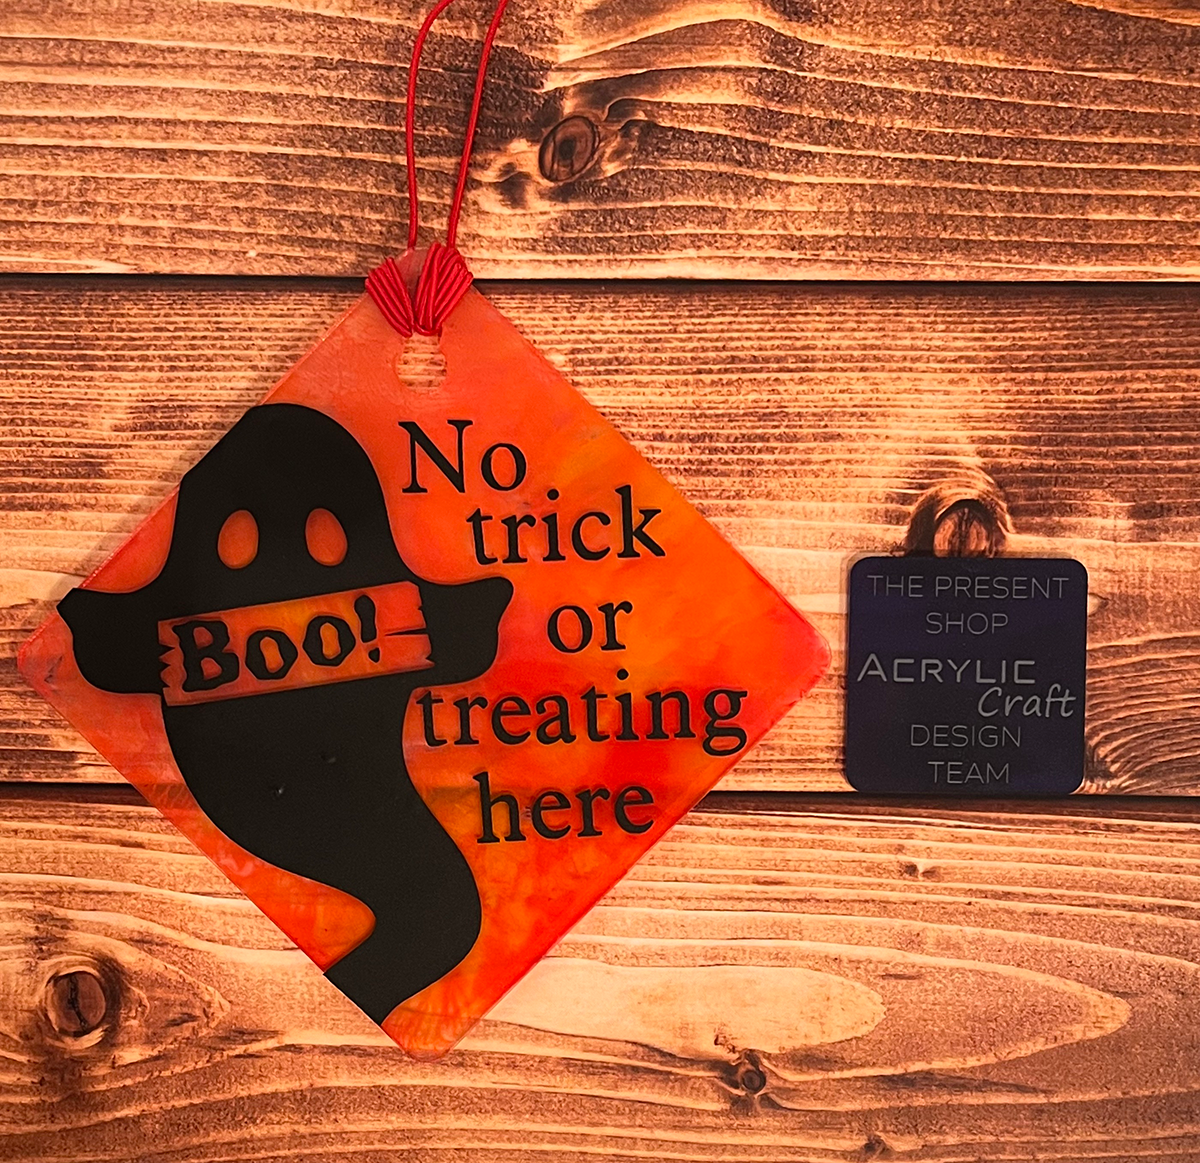 No
trick
or
treating
here
Boo!
THE PRESENT
SHOP
ACRYLIC
Craft
DESIGN
TEAM